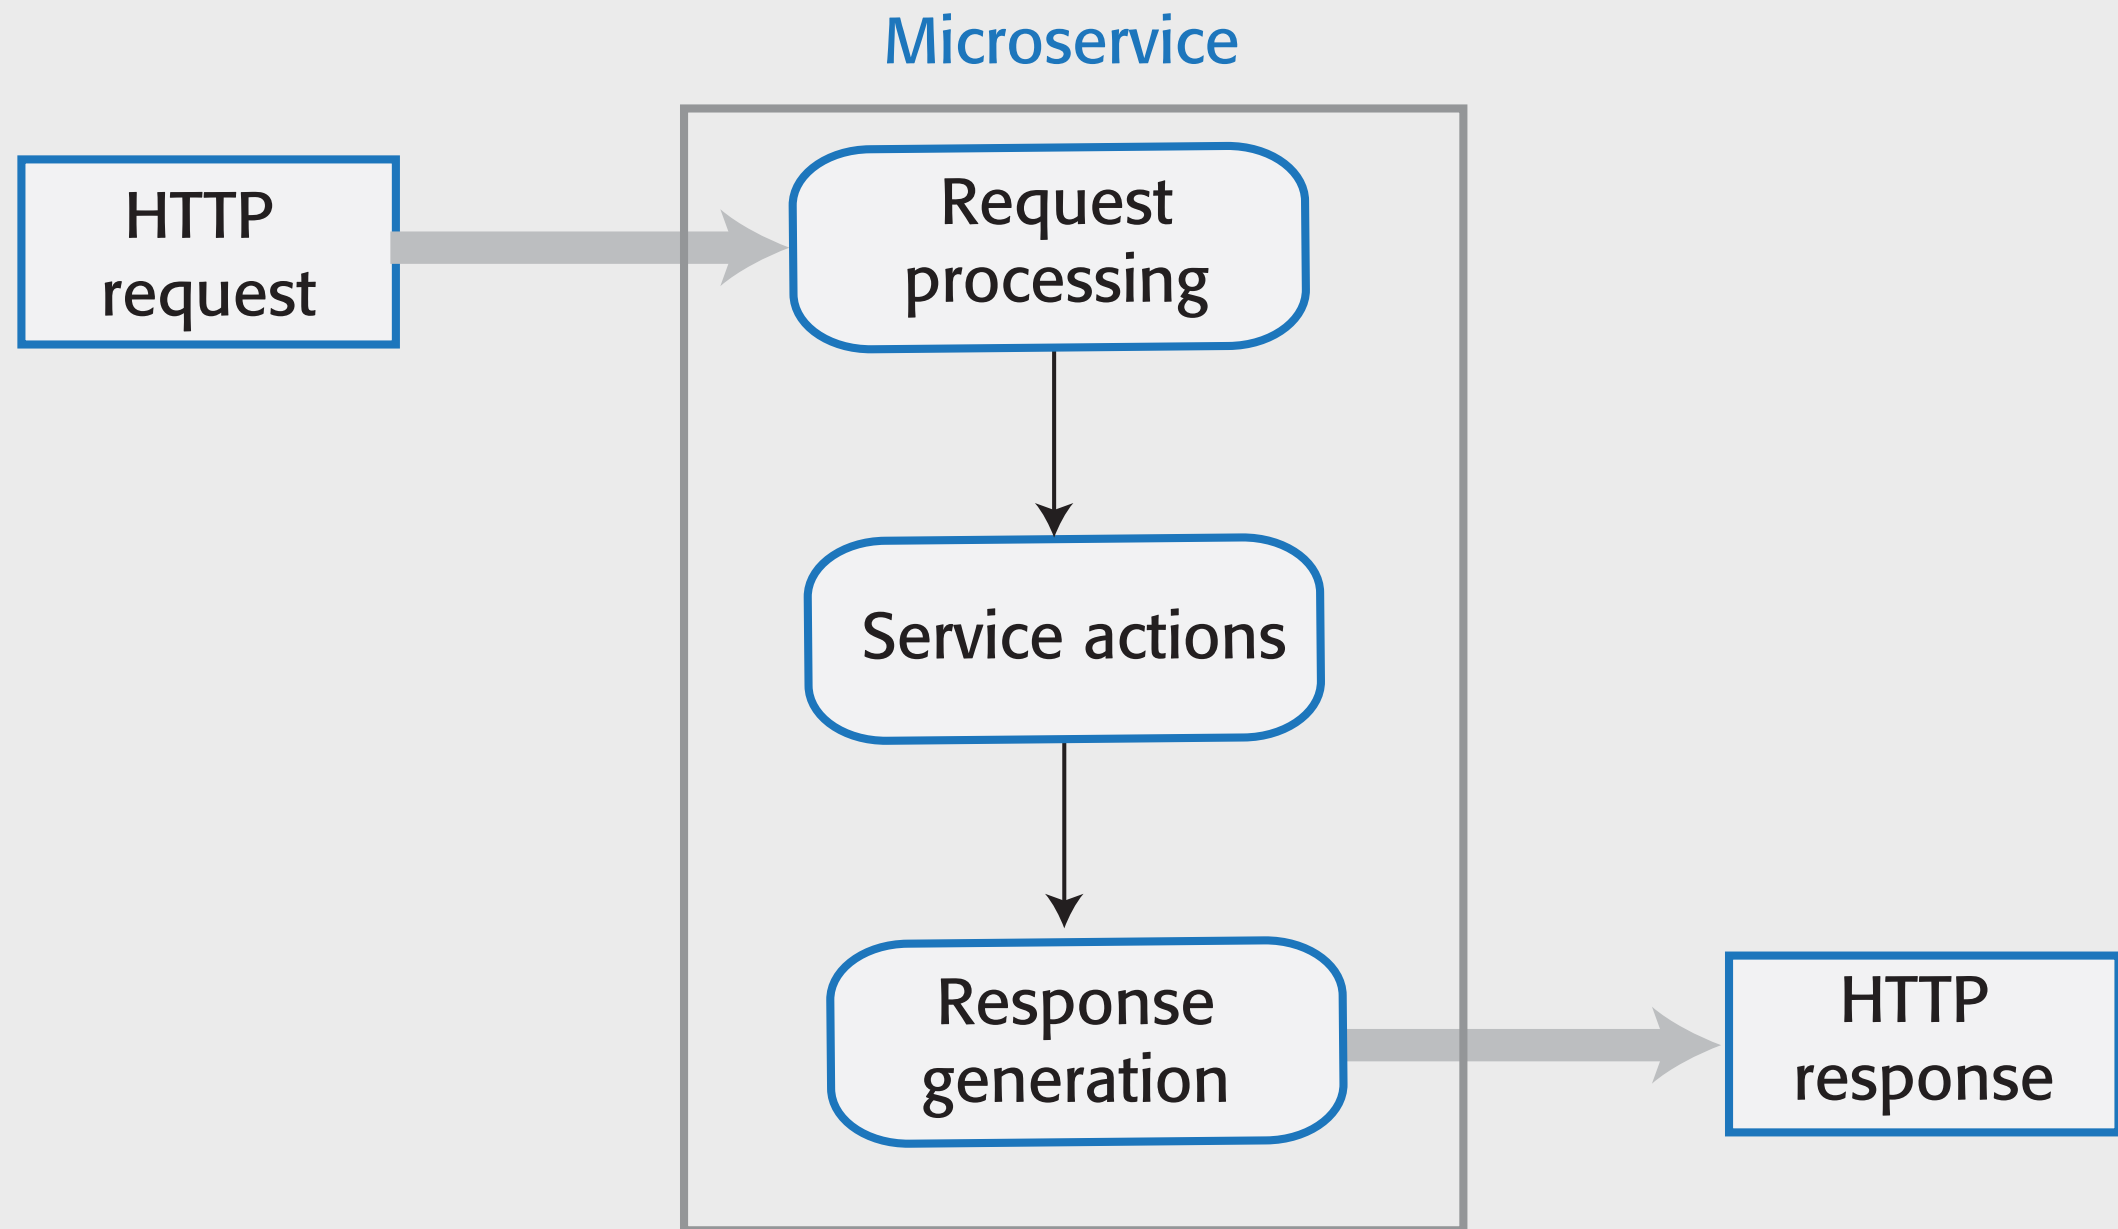 Microservice
HTTP
request
Request
processing
Service actions
Response
generation
HTTP
response